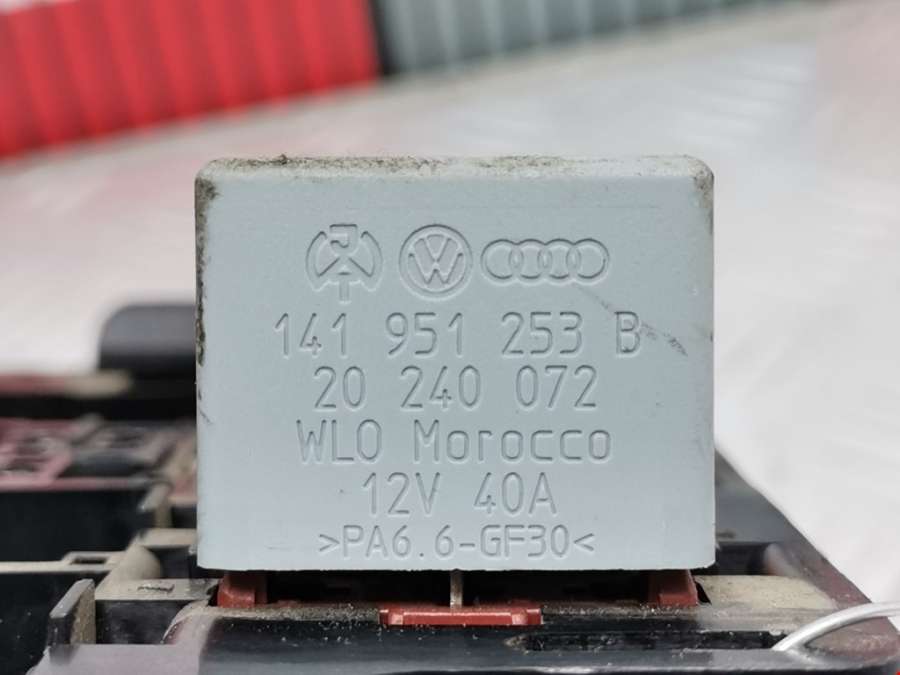 141 951 253 B
20 240 072
WLO Morocco
12V 40A
>PA6.6-GF30<